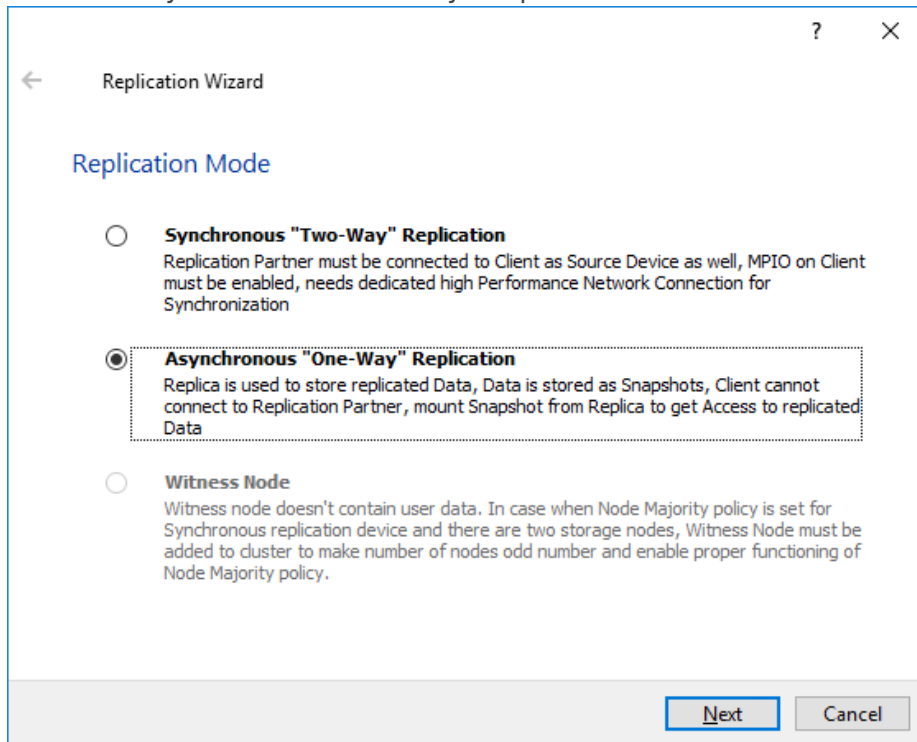 ?
Replication Wizard
Replication Mode
Synchronous "Two-Way" Replication
Replication Partner must be connected to Client as Source Device as well, MPIO on Client
must be enabled, needs dedicated high Performance Network Connection for
Synchronization
Asynchronous "One-Way" Replication
Replica is used to store replicated Data, Data is stored as Snapshots, Client cannot
connect to Replication Partner, mount Snapshot from Replica to get Access to replicated
Data
Witness Node
Witness node doesn't contain user data. In case when Node Majority policy is set for
Synchronous replication device and there are two storage nodes, Witness Node must be
added to cluster to make number of nodes odd number and enable proper functioning of
Node Majority policy.
Next Cancel